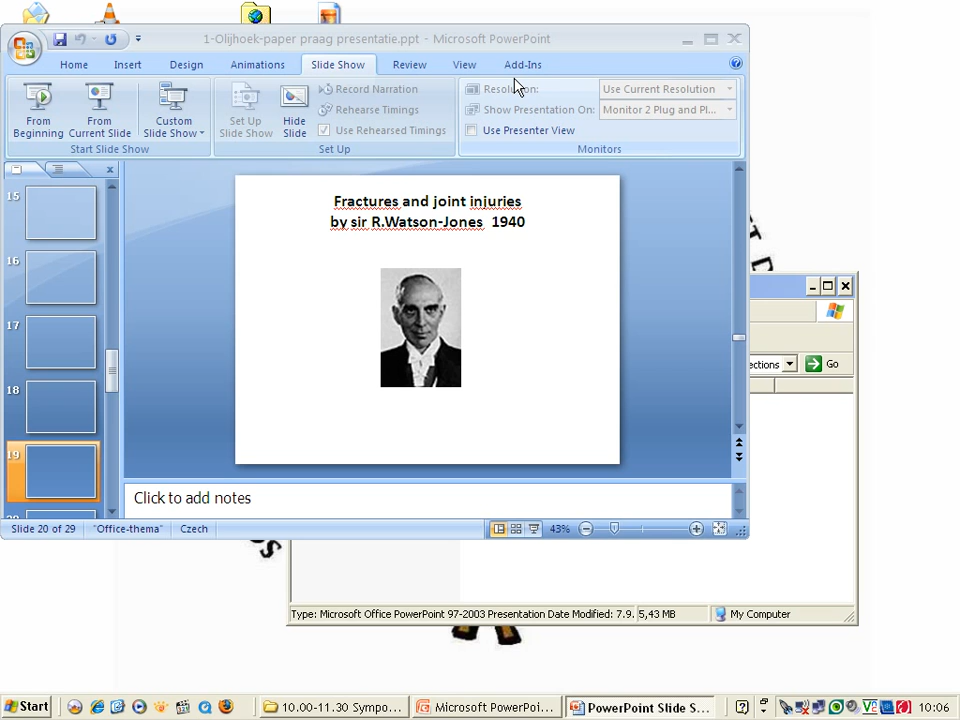 1-Olijhoek-paper praag presentatie.ppt - Microsoft PowerPoint
Home Insert Design Animations Slide Show Review View Add-Ins
From Beginning
From Current Slide
Custom Slide Show
Start Slide Show
Set Up Slide Show
Hide Slide
Record Narration
Rehearse Timings
Use Rehearsed Timings
Set Up
Resolution: Use Current Resolution
Show Presentation On: Monitor 2 Plug and Pl...
Use Presenter View
Monitors
15
16
17
18
19
Fractures and joint injuries
by sir R.Watson-Jones 1940
Click to add notes
Slide 20 of 29 "Office-thema" Czech 43%
ections Go
Type: Microsoft Office PowerPoint 97-2003 Presentation Date Modified: 7.9. 5,43 MB My Computer
Start 10.00-11.30 Sympo... Microsoft PowerPoi... PowerPoint Slide S... 10:06